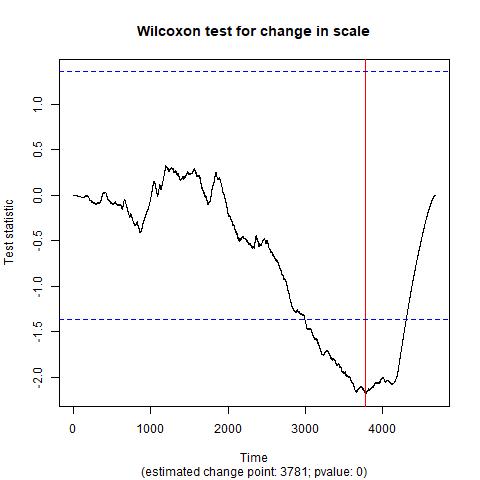 Wilcoxon test for change in scale
Test statistic
1.0
0.5
0.0
-0.5
-1.0
-1.5
-2.0
0 1000 2000 3000 4000
Time
(estimated change point: 3781; pvalue: 0)